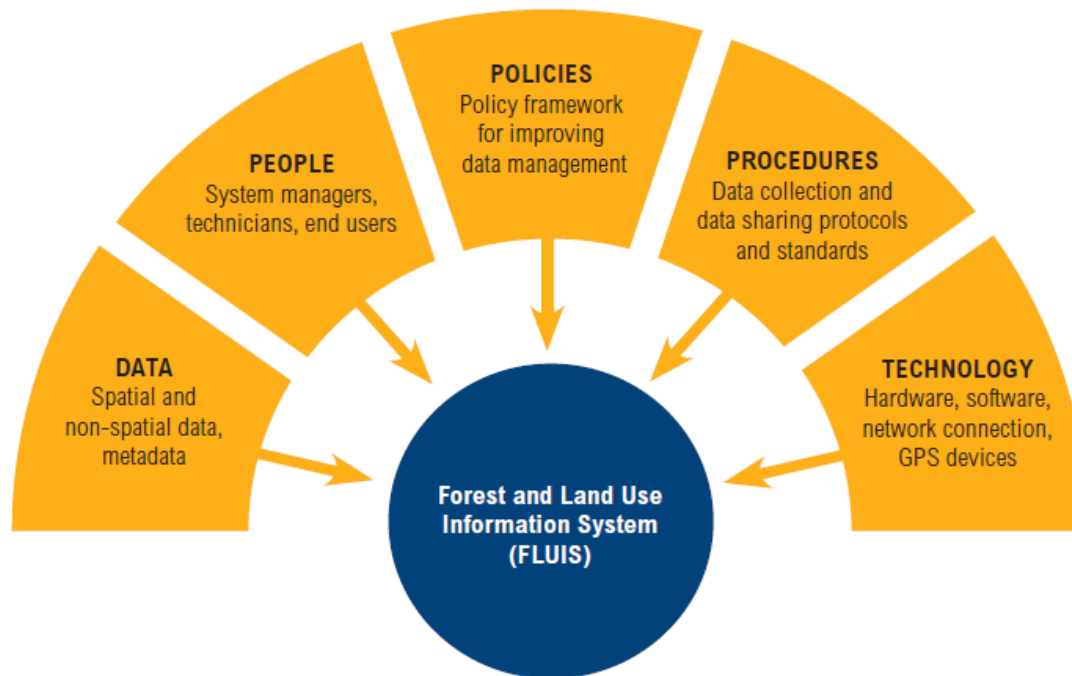 POLICIES
Policy framework
for improving
data management
PEOPLE
System managers,
technicians, end users
PROCEDURES
Data collection and
data sharing protocols
and standards
DATA
Spatial and
non-spatial data,
metadata
TECHNOLOGY
Hardware, software,
network connection,
GPS devices
Forest and Land Use
Information System
(FLUIS)